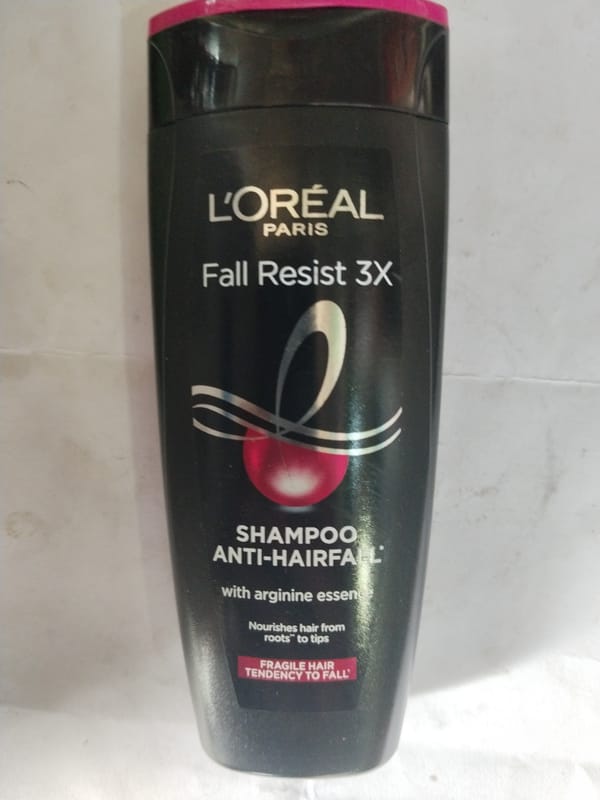 L'ORÉAL
PARIS
Fall Resist 3X
SHAMPOO
ANTI-HAIRFALL*
with arginine essence
Nourishes hair from
roots** to tips
FRAGILE HAIR
TENDENCY TO FALL*